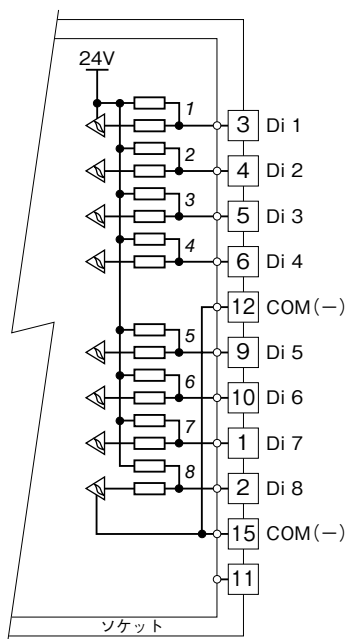 24V
1
3 Di 1
2
4 Di 2
3
5 Di 3
4
6 Di 4
12 COM(−)
5
9 Di 5
6
10 Di 6
7
1 Di 7
8
2 Di 8
15 COM(−)
11
ソケット